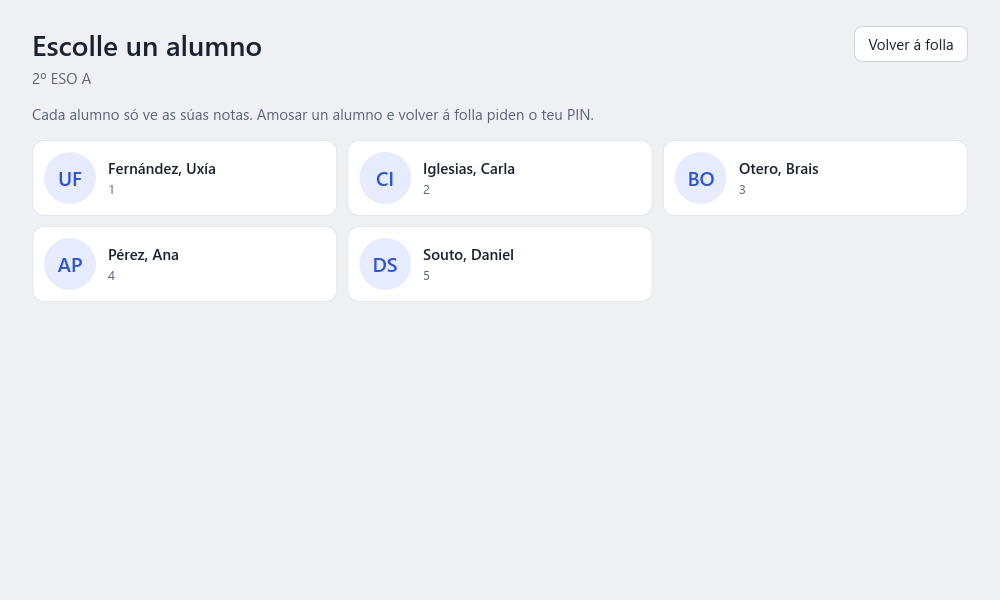 Escolle un alumno
Volver á folla
2º ESO A
Cada alumno só ve as súas notas. Amosar un alumno e volver á folla piden o teu PIN.
UF
Fernández, Uxía
1
CI
Iglesias, Carla
2
BO
Otero, Brais
3
AP
Pérez, Ana
4
DS
Souto, Daniel
5